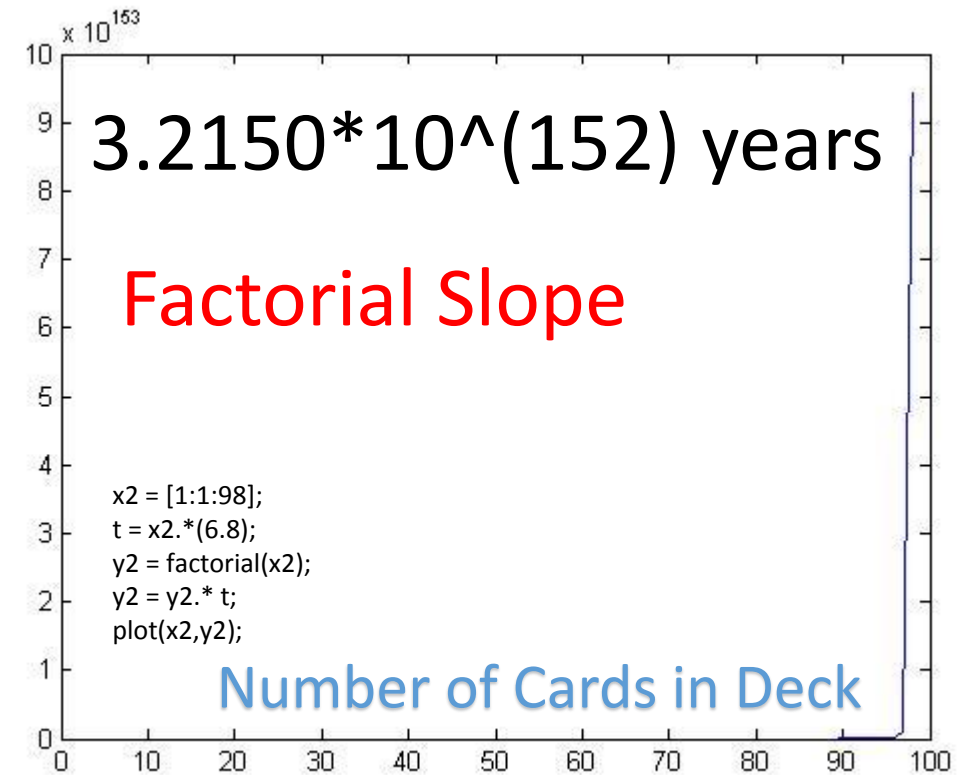 x 10^153
10
9
3.2150*10^(152) years
8
7
Factorial Slope
6
5
4
x2 = [1:1:98];
t = x2.*(6.8);
3
y2 = factorial(x2);
y2 = y2.* t;
2
plot(x2,y2);
1
Number of Cards in Deck
0
0 10 20 30 40 50 60 70 80 90 100